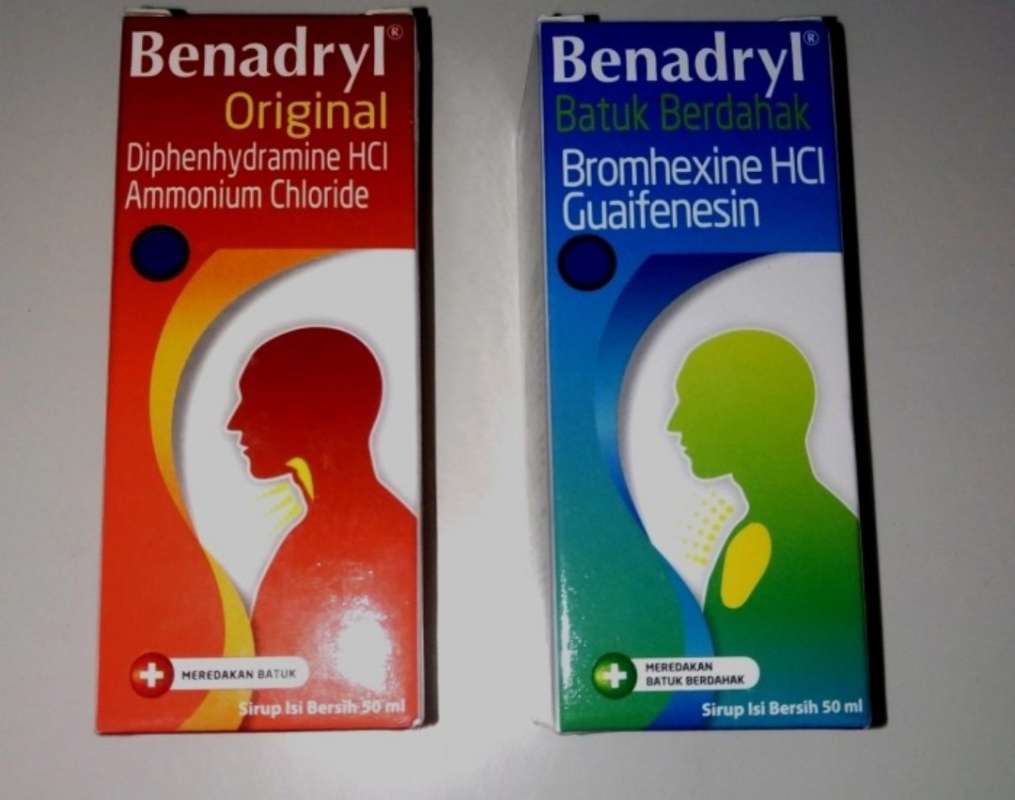 Benadryl®
Original
Diphenhydramine HCl
Ammonium Chloride
MEREDAKAN BATUK
Sirup Isi Bersih 50 ml
Benadryl®
Batuk Berdahak
Bromhexine HCl
Guaifenesin
MEREDAKAN
BATUK BERDAHAK
Sirup Isi Bersih 50 ml